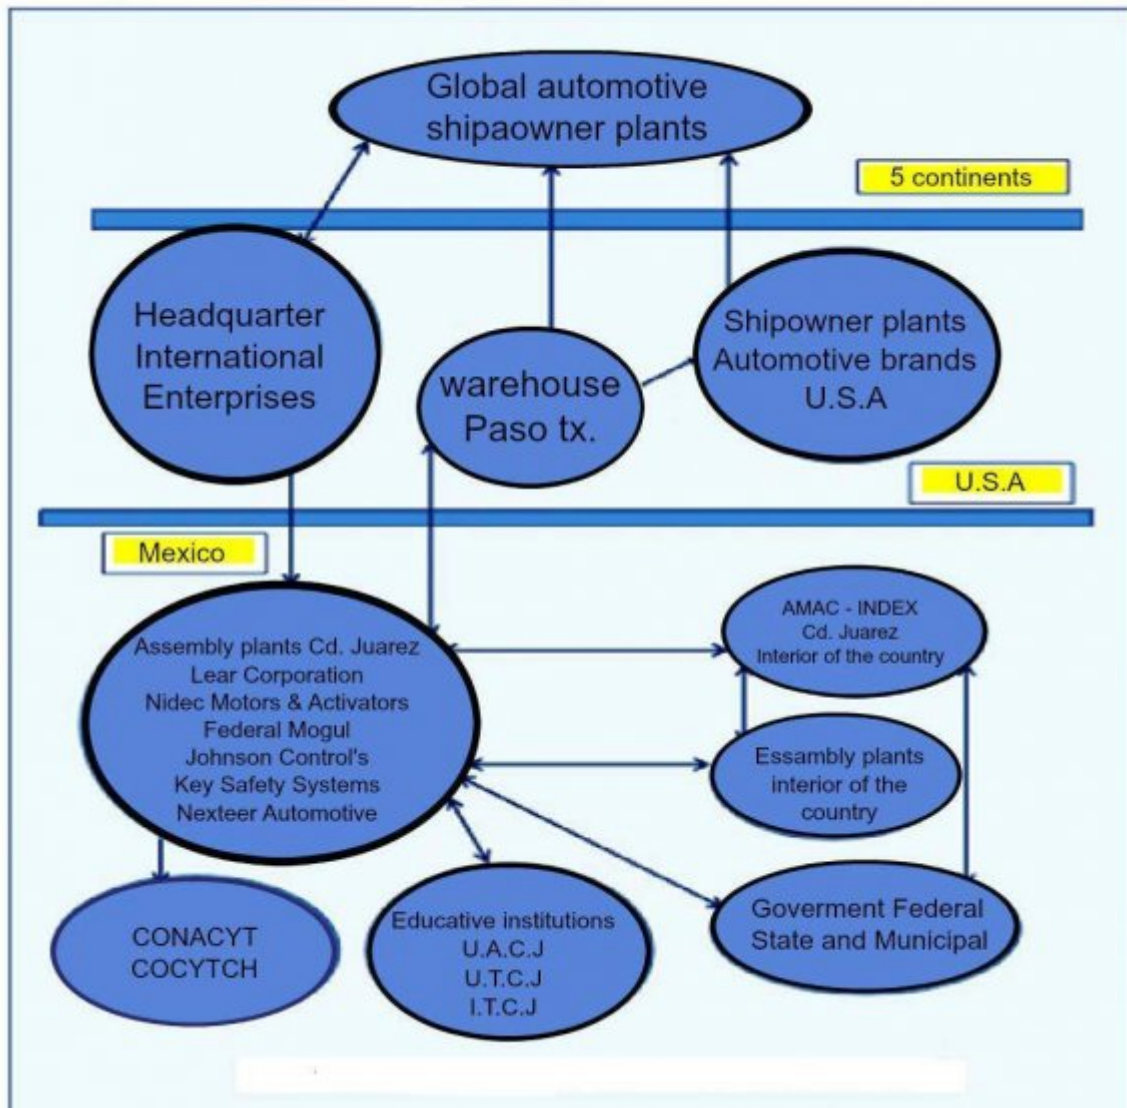 Global automotive
shipaowner plants
5 continents
Headquarter
International
Enterprises
warehouse
Paso tx.
Shipowner plants
Automotive brands
U.S.A
U.S.A
Mexico
Assembly plants Cd. Juarez
Lear Corporation
Nidec Motors & Activators
Federal Mogul
Johnson Control's
Key Safety Systems
Nexteer Automotive
AMAC - INDEX
Cd. Juarez
Interior of the country
Essambly plants
interior of the
country
CONACYT
COCYTCH
Educative institutions
U.A.C.J
U.T.C.J
I.T.C.J
Goverment Federal
State and Municipal